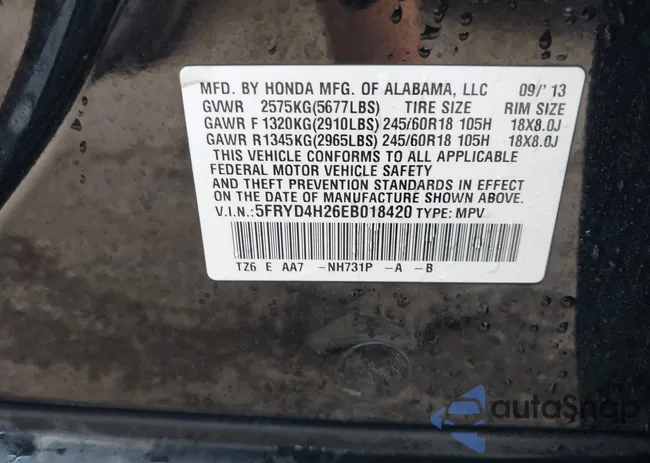 MFD. BY HONDA MFG. OF ALABAMA, LLC 09/' 13
GVWR 2575KG(5677LBS) TIRE SIZE RIM SIZE
GAWR F 1320KG(2910LBS) 245/60R18 105H 18X8.0J
GAWR R1345KG(2965LBS) 245/60R18 105H 18X8.0J
THIS VEHICLE CONFORMS TO ALL APPLICABLE
FEDERAL MOTOR VEHICLE SAFETY
AND THEFT PREVENTION STANDARDS IN EFFECT
ON THE DATE OF MANUFACTURE SHOWN ABOVE.
V.I.N.:5FRYD4H26EB018420 TYPE: MPV
TZ6 E AA7 -NH731P -A -B
autoSnap